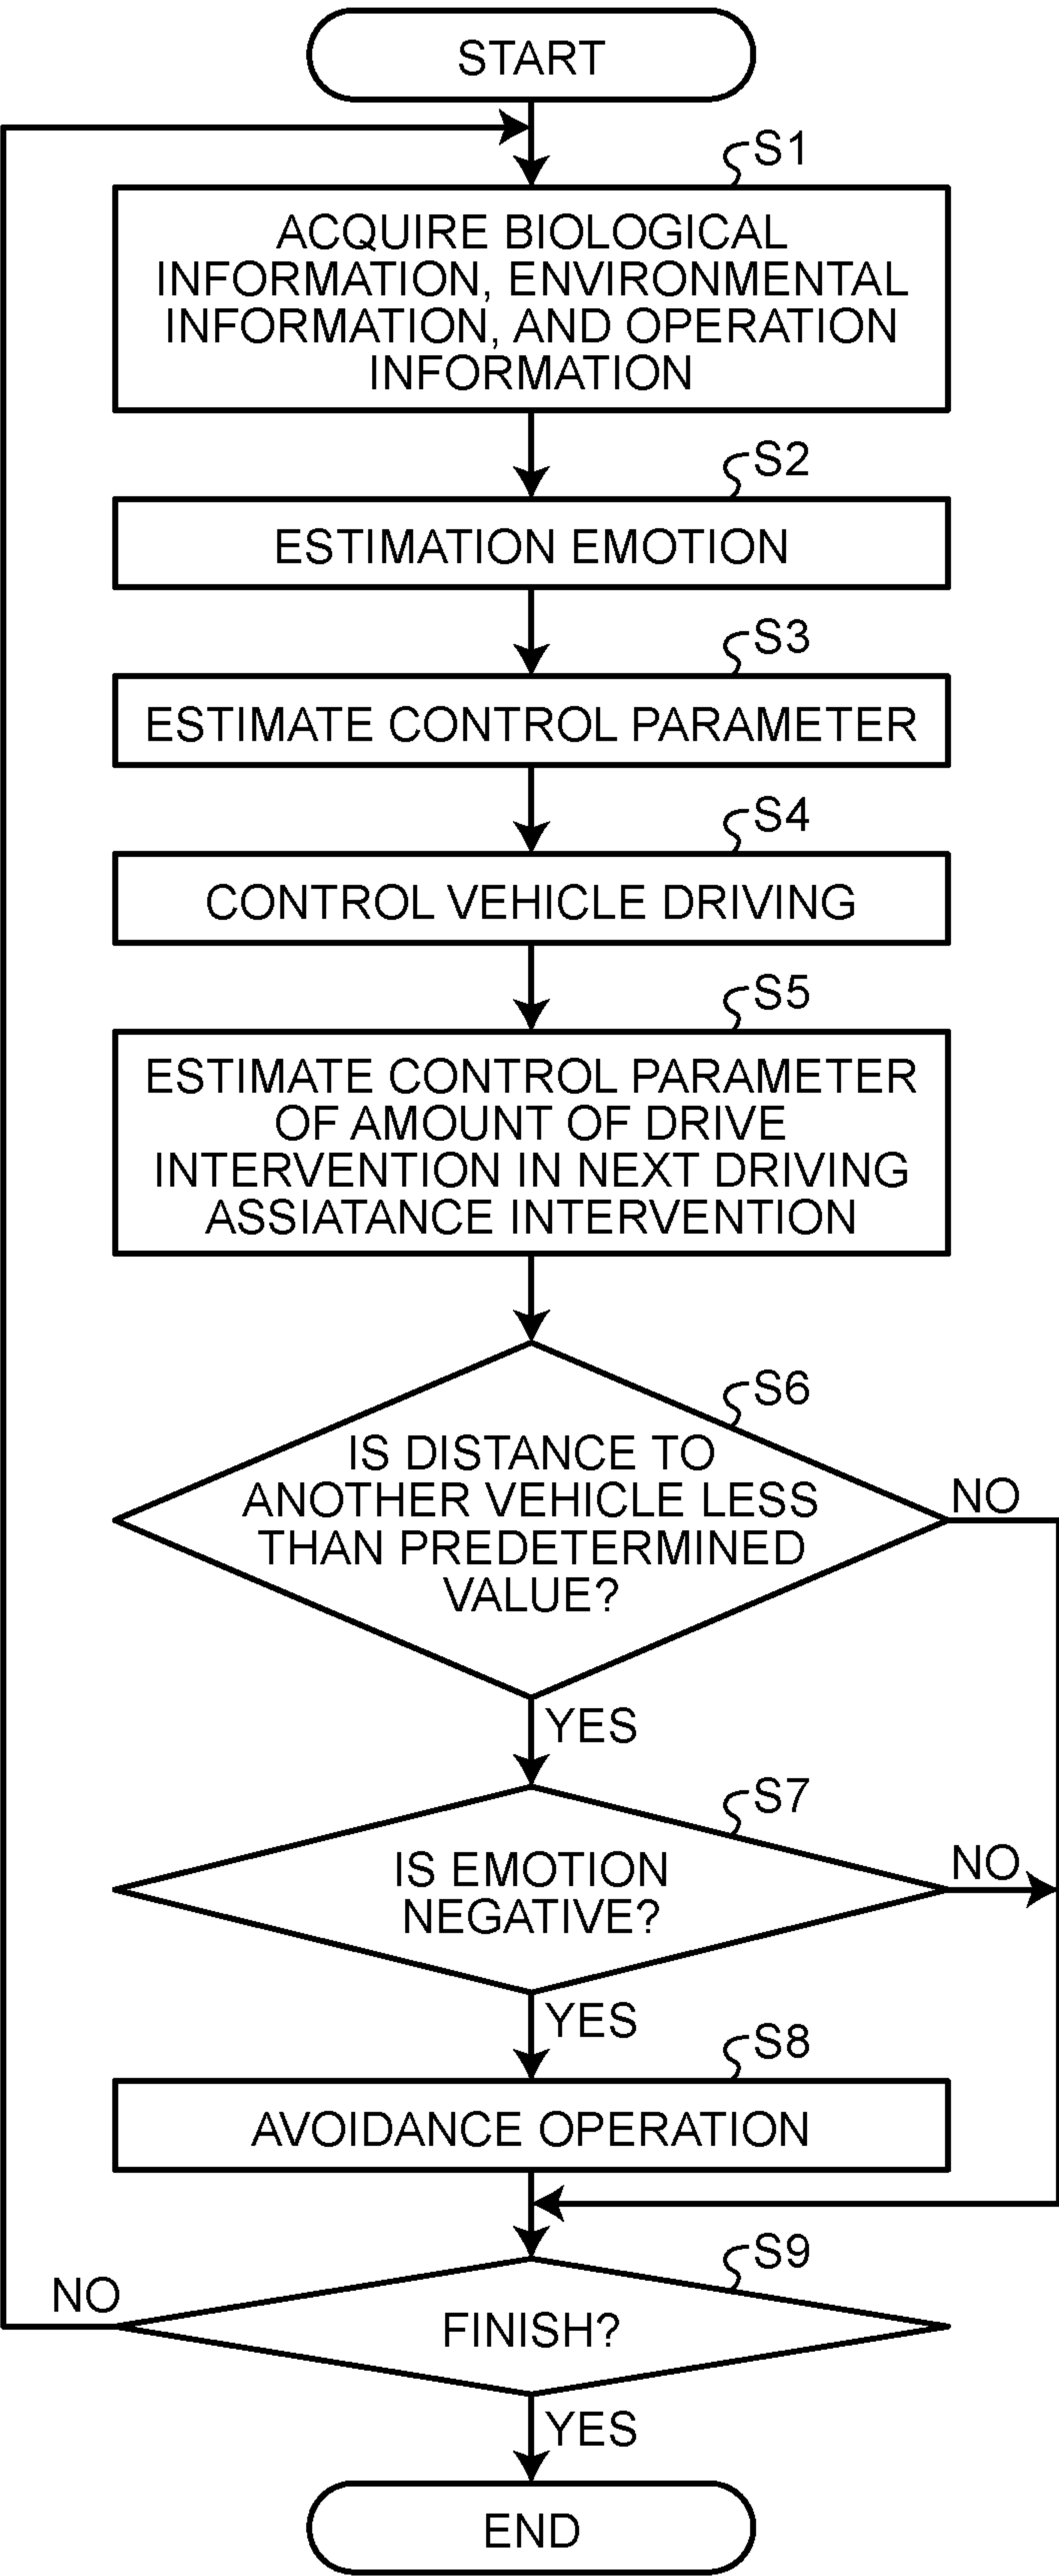 START
S1
ACQUIRE BIOLOGICAL
INFORMATION, ENVIRONMENTAL
INFORMATION, AND OPERATION
INFORMATION
S2
ESTIMATION EMOTION
S3
ESTIMATE CONTROL PARAMETER
S4
CONTROL VEHICLE DRIVING
S5
ESTIMATE CONTROL PARAMETER
OF AMOUNT OF DRIVE
INTERVENTION IN NEXT DRIVING
ASSIATANCE INTERVENTION
S6
IS DISTANCE TO
ANOTHER VEHICLE LESS
THAN PREDETERMINED
VALUE?
NO
YES
S7
IS EMOTION
NEGATIVE?
NO
YES
S8
AVOIDANCE OPERATION
S9
FINISH?
NO
YES
END